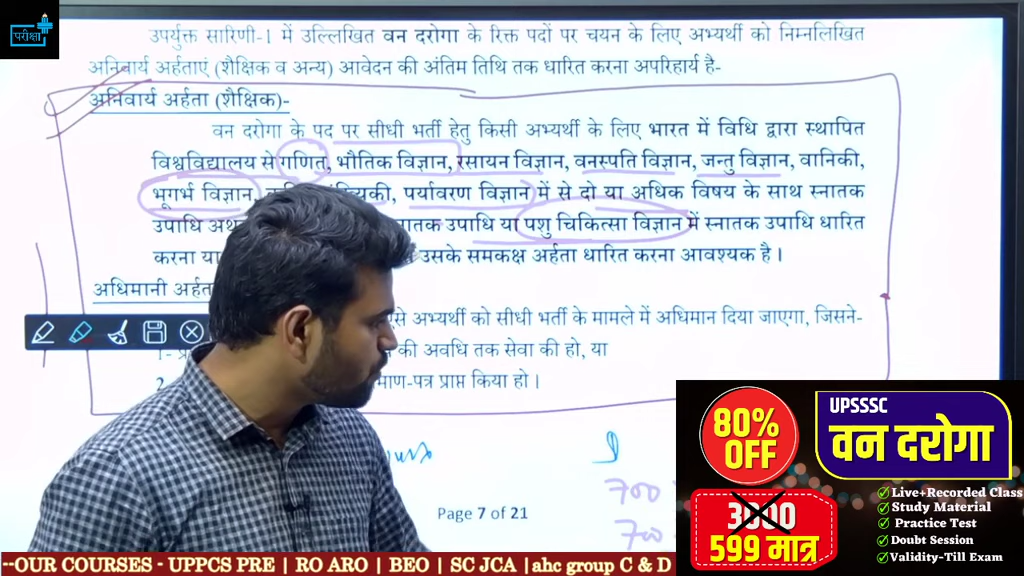 परीक्षा
उपर्युक्त सारिणी-1 में उल्लिखित वन दरोगा के रिक्त पदों पर चयन के लिए अभ्यर्थी को निम्नलिखित
अनिवार्य अर्हताएं (शैक्षिक व अन्य) आवेदन की अंतिम तिथि तक धारित करना अपरिहार्य है-
अनिवार्य अर्हता (शैक्षिक)-
वन दरोगा के पद पर सीधी भर्ती हेतु किसी अभ्यर्थी के लिए भारत में विधि द्वारा स्थापित
विश्वविद्यालय से गणित, भौतिक विज्ञान, रसायन विज्ञान, वनस्पति विज्ञान, जन्तु विज्ञान, वानिकी,
भूगर्भ विज्ञान पर्यावरण विज्ञान में से दो या अधिक विषय के साथ स्नातक
उपाधि उपाधि या पशु चिकित्सा विज्ञान में स्नातक उपाधि धारित
करना या उसके समकक्ष अर्हता धारित करना आवश्यक है।
अधिमानी
अभ्यर्थी को सीधी भर्ती के मामले में अधिमान दिया जाएगा, जिसने-
1- की अवधि तक सेवा की हो, या
2 प्राप्त किया हो।
700
700
Page 7 of 21
80%
OFF
UPSSSC
वन दरोगा
3000
599 मात्र
Live+Recorded Class
Study Material
Practice Test
Doubt Session
Validity-Till Exam
--OUR COURSES - UPPCS PRE | RO ARO | BEO | SC JCA | ahc group C & D